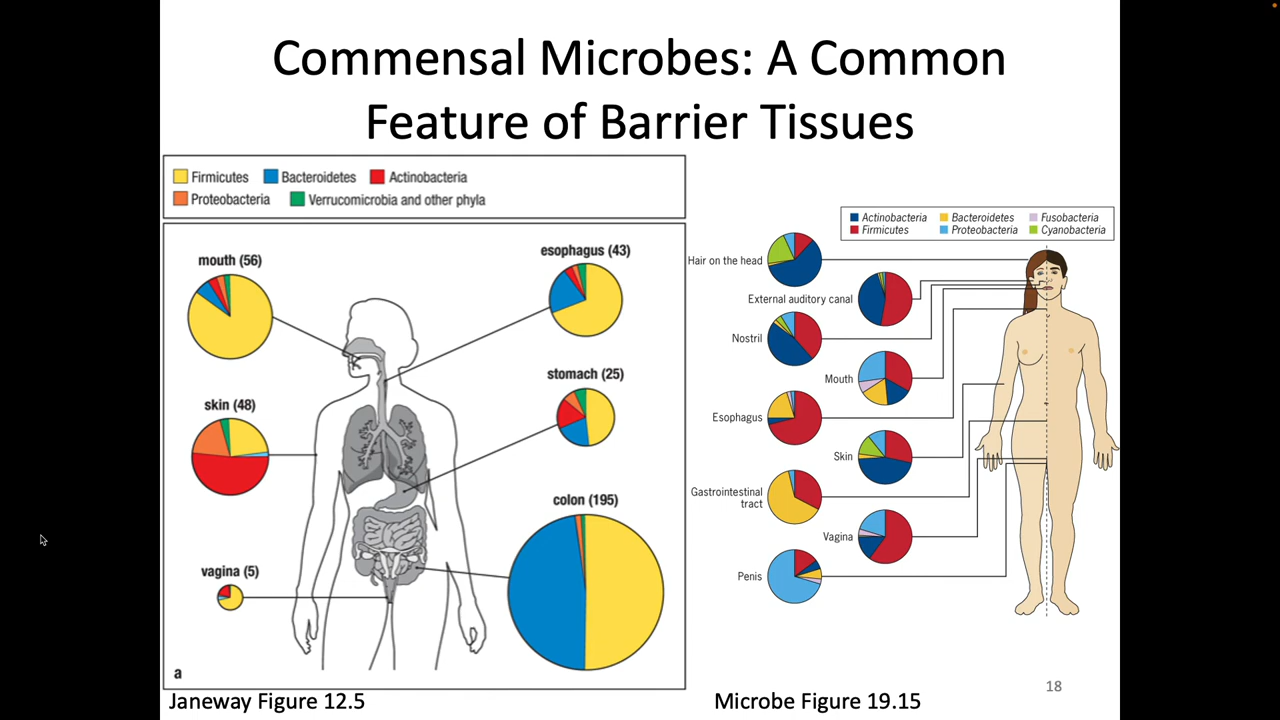 Commensal Microbes: A Common
Feature of Barrier Tissues
Firmicutes Bacteroidetes Actinobacteria
Proteobacteria Verrucomicrobia and other phyla
mouth (56)
esophagus (43)
skin (48)
stomach (25)
vagina (5)
colon (195)
a
Janeway Figure 12.5
Actinobacteria Bacteroidetes Fusobacteria
Firmicutes Proteobacteria Cyanobacteria
Hair on the head
External auditory canal
Nostril
Mouth
Esophagus
Skin
Gastrointestinal
tract
Vagina
Penis
Microbe Figure 19.15
18